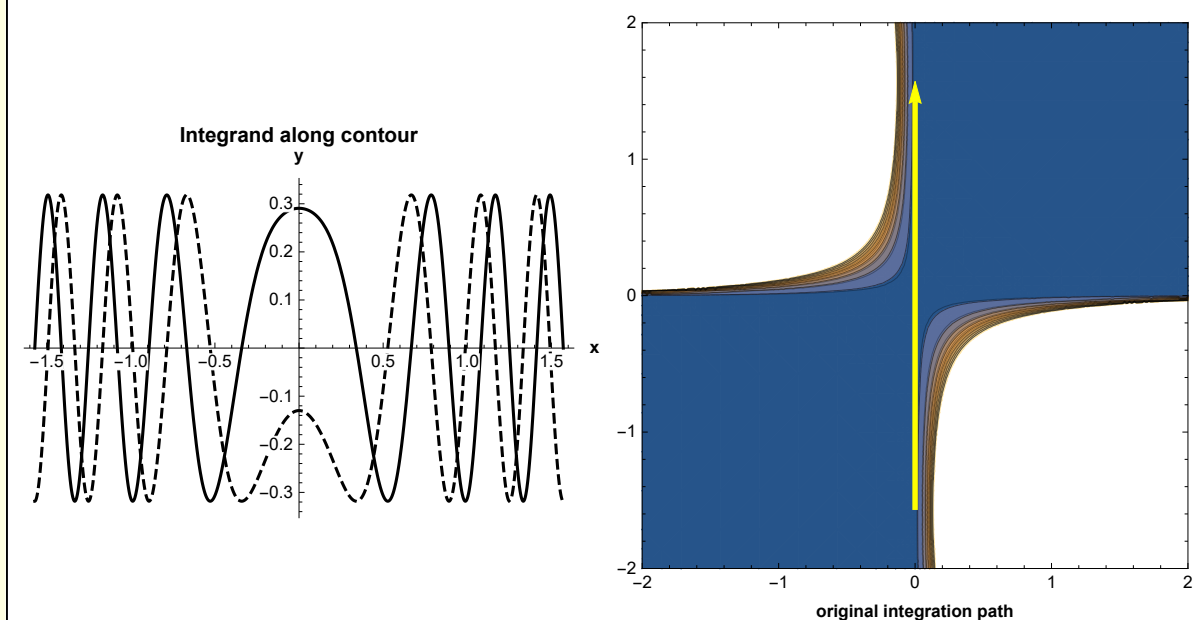 Integrand along contour
y
0.3
0.1
−1.5 −1.0 −0.5 0.5 1.0 1.5 x
−0.1
−0.2
−0.3
2
1
0
−1
−2
−2 −1 0 1 2
original integration path